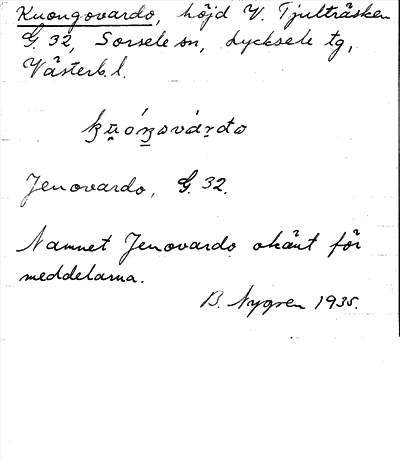 Kuongovardo, höjd V. Tjulträsken
G. 32, Sorsele sn, Lycksele tg,
Västerb. l.
Jenovardo, G. 32.
Namnet Jenovardo okänt för
meddelarna.
B. Nygren 1935.